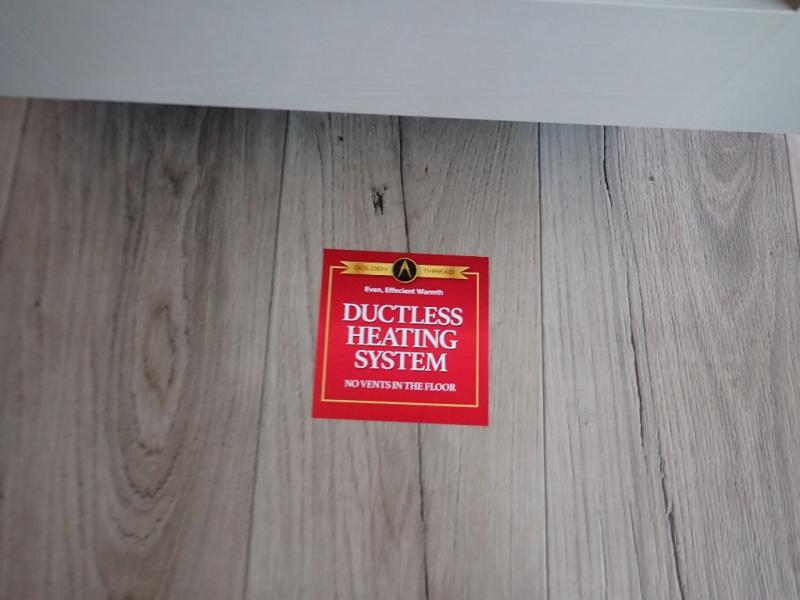 GOLDEN THREAD
Even, Effecient Warmth
DUCTLESS
HEATING
SYSTEM
NO VENTS IN THE FLOOR